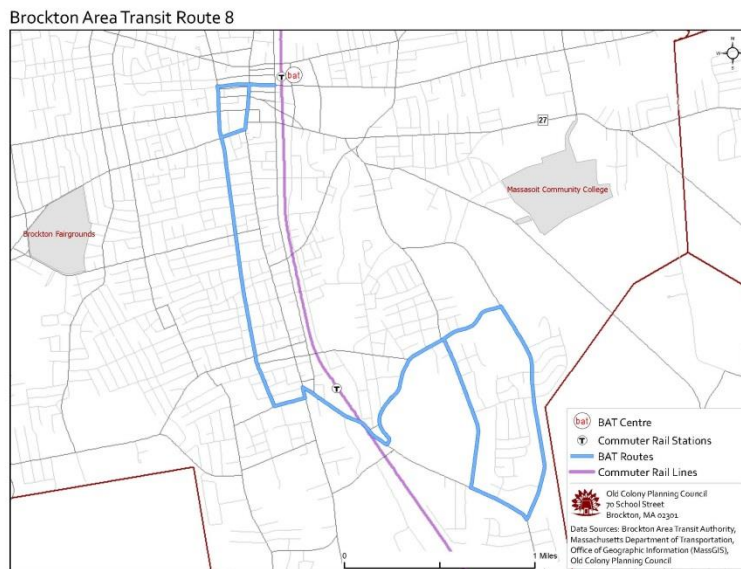 Brockton Area Transit Route 8
N
W
E
S
T
bat
27
Massasoit Community College
Brockton Fairgrounds
T
bat BAT Centre
T Commuter Rail Stations
BAT Routes
Commuter Rail Lines
Old Colony Planning Council
70 School Street
Brockton, MA 02301
Data Sources: Brockton Area Transit Authority,
Massachusetts Department of Transportation,
Office of Geographic Information (MassGIS),
Old Colony Planning Council
0
1 Miles